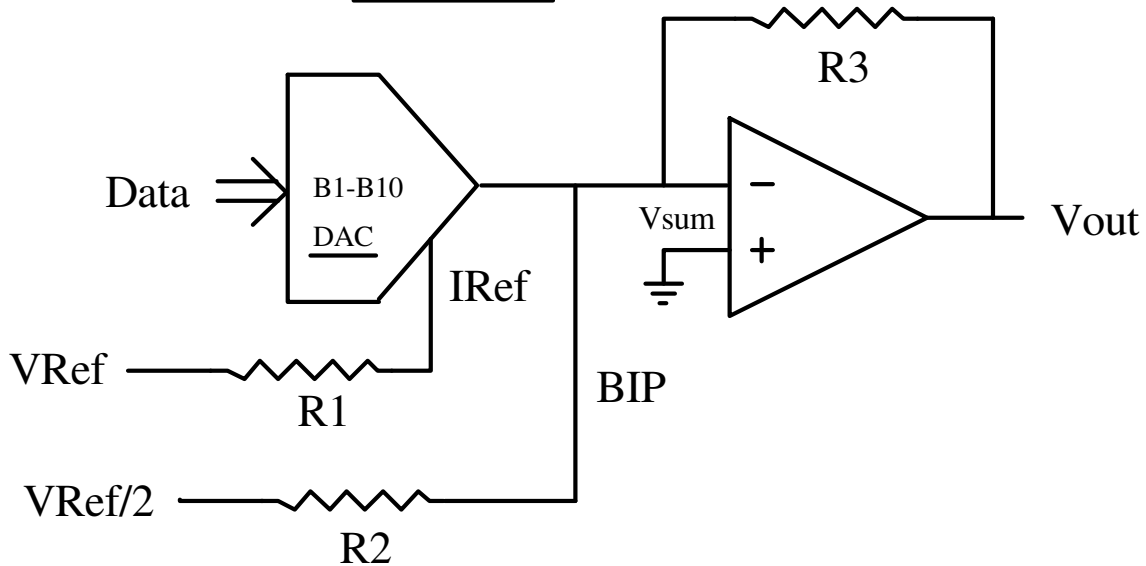 R3
B1-B10
Data
DAC
Vsum
−
+
Vout
IRef
VRef
R1
BIP
VRef/2
R2